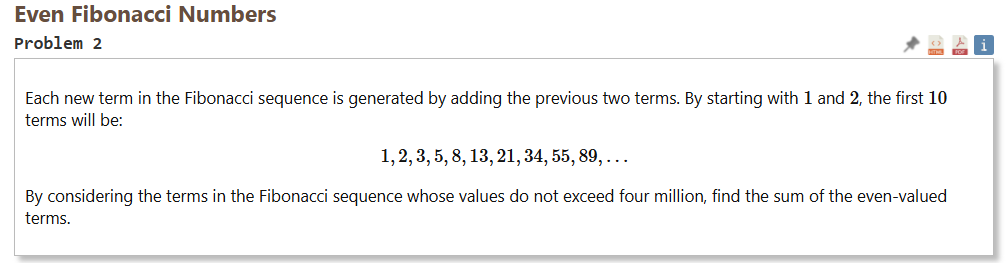 Even Fibonacci Numbers
Problem 2
HTML PDF i
Each new term in the Fibonacci sequence is generated by adding the previous two terms. By starting with 1 and 2, the first 10
terms will be:
1, 2, 3, 5, 8, 13, 21, 34, 55, 89, . . .
By considering the terms in the Fibonacci sequence whose values do not exceed four million, find the sum of the even-valued
terms.